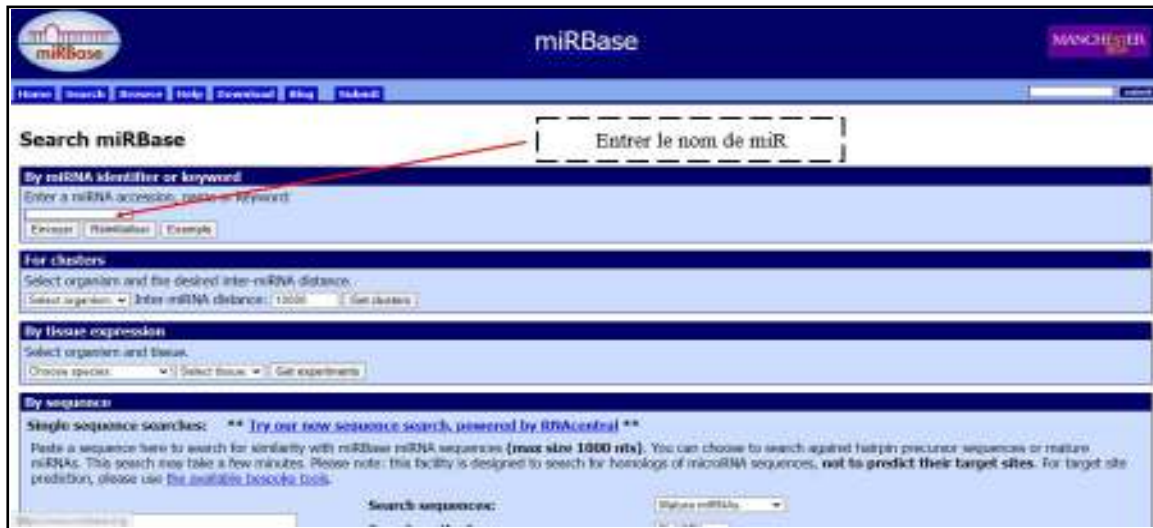 miRBase
miRBase
MANCHESTER
Home Search Browse Help Download Blog Submit
Search miRBase
Entrer le nom de miR
By miRNA identifier or keyword
Enter a miRNA accession, name or keyword:
Envoyer Réinitialiser Example
For clusters
Select organism and the desired inter-miRNA distance.
Select organism Inter-miRNA distance: 10000 Get clusters
By tissue expression
Select organism and tissue.
Choose species Select tissue Get experiments
By sequence
Single sequence searches: ** Try our new sequence search, powered by RNAcentral **
Paste a sequence here to search for similarity with miRBase miRNA sequences (max size 1000 nts). You can choose to search against hairpin precursor sequences or mature
miRNAs. This search may take a few minutes. Please note: this facility is designed to search for homologs of microRNA sequences, not to predict their target sites. For target site
prediction, please use the available bespoke tools.
Search sequences: Mature miRNAs